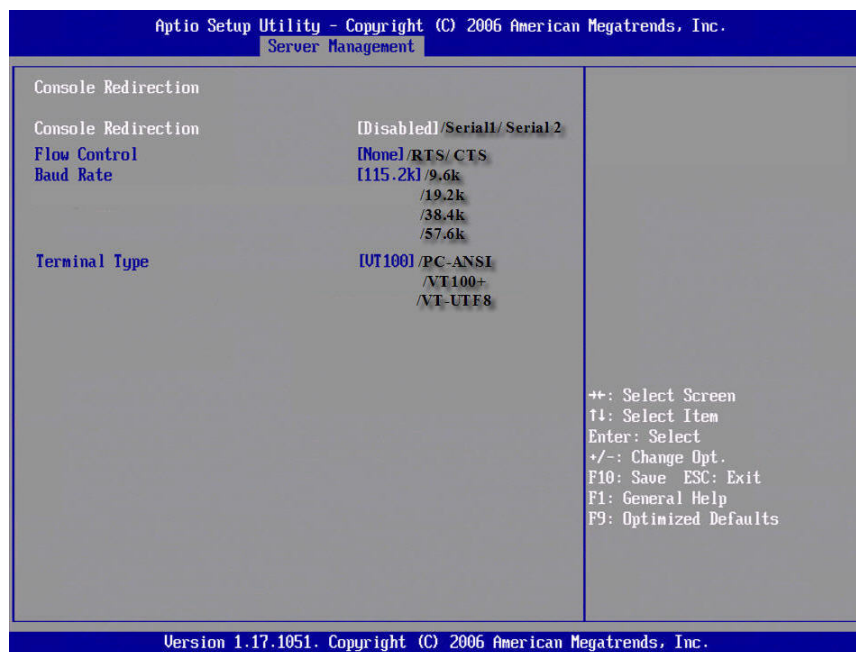 Aptio Setup Utility - Copyright (C) 2006 American Megatrends, Inc.
Server Management
Console Redirection
Console Redirection [Disabled]/Serial1/ Serial 2
Flow Control [None]/RTS/ CTS
Baud Rate [115.2k]/9.6k
/19.2k
/38.4k
/57.6k
Terminal Type [VT100]/PC-ANSI
/VT100+
/VT-UTF8
→←: Select Screen
↑↓: Select Item
Enter: Select
+/-: Change Opt.
F10: Save ESC: Exit
F1: General Help
F9: Optimized Defaults
Version 1.17.1051. Copyright (C) 2006 American Megatrends, Inc.